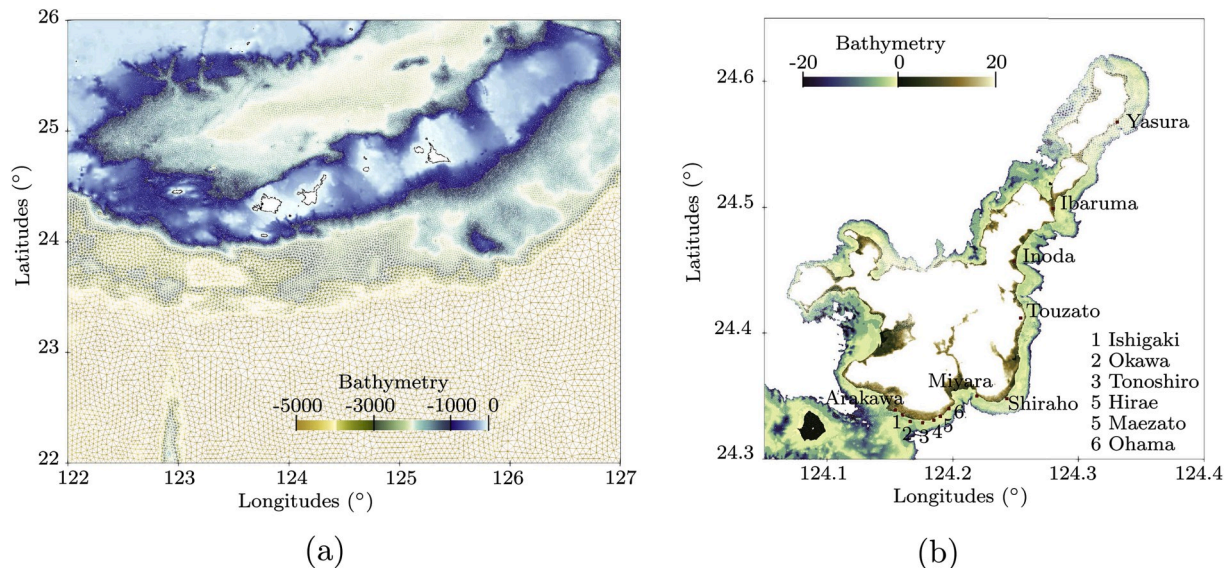 26
25
24
23
22
Latitudes (°)
Bathymetry
-5000 -3000 -1000 0
122 123 124 125 126 127
Longitudes (°)
(a)
Bathymetry
-20 0 20
24.6
24.5
24.4
24.3
Latitudes (°)
Yasura
Ibaruma
Inoda
Touzato
Miyara
Arakawa
Shiraho
1 2 3 4 5 6
1 Ishigaki
2 Okawa
3 Tonoshiro
5 Hirae
5 Maezato
6 Ohama
124.1 124.2 124.3 124.4
Longitudes (°)
(b)